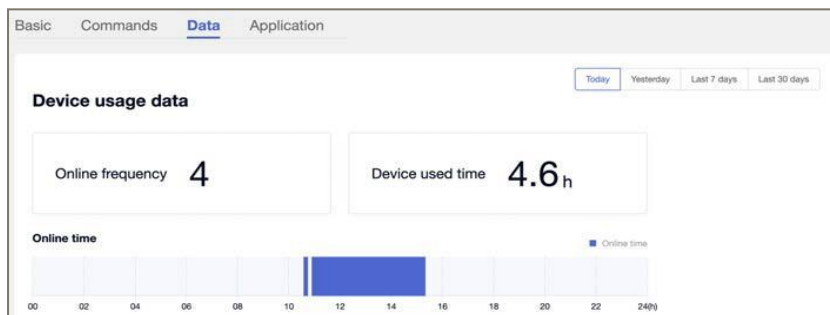 Basic Commands Data Application
Today Yesterday Last 7 days Last 30 days
Device usage data
Online frequency 4 Device used time 4.6 h
Online time Online time
00 02 04 06 08 10 12 14 16 18 20 22 24(h)